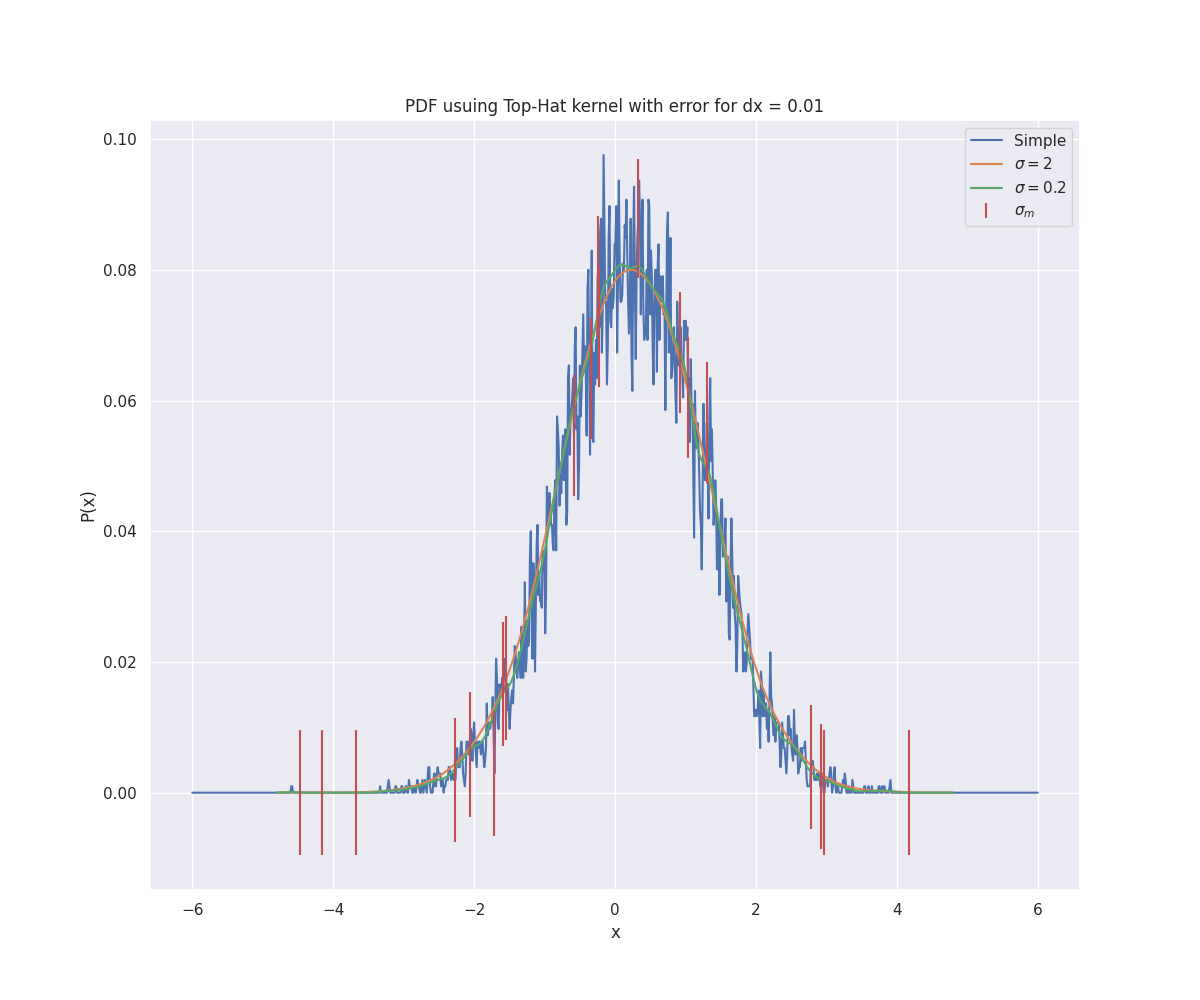 PDF usuing Top-Hat kernel with error for dx = 0.01
Simple
σ = 2
σ = 0.2
σₘ
0.10
0.08
0.06
0.04
0.02
0.00
P(x)
−6 −4 −2 0 2 4 6
x